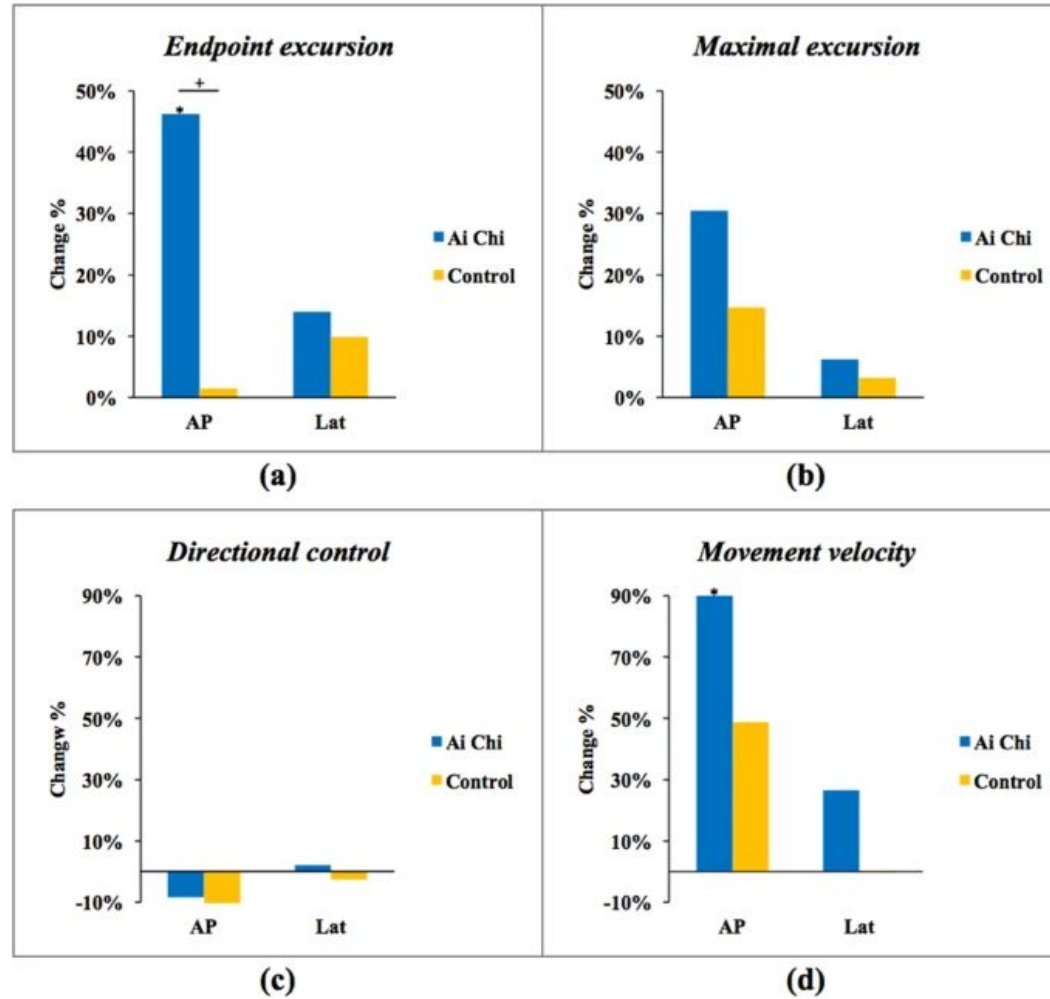 Endpoint excursion
+
50%
*
40%
30%
20%
10%
0%
Change %
AP
Lat
Ai Chi
Control
(a)
Maximal excursion
50%
40%
30%
20%
10%
0%
Change %
AP
Lat
Ai Chi
Control
(b)
Directional control
90%
70%
50%
30%
10%
-10%
Changw %
AP
Lat
Ai Chi
Control
(c)
Movement velocity
90%
*
70%
50%
30%
10%
-10%
Change %
AP
Lat
Ai Chi
Control
(d)